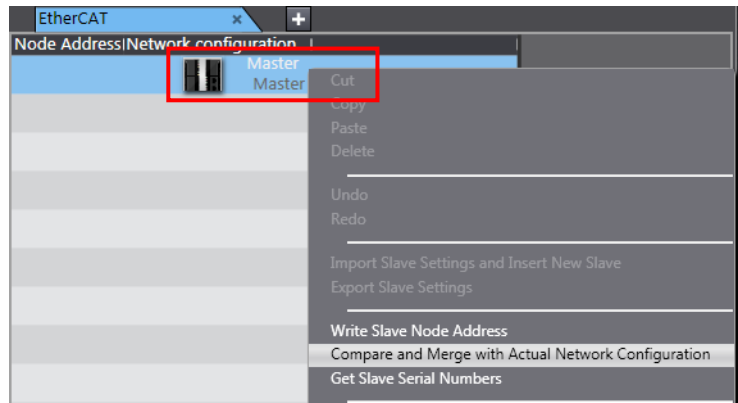 EtherCAT × +
Node Address|Network configuration
Master
Master
Cut
Copy
Paste
Delete
Undo
Redo
Import Slave Settings and Insert New Slave
Export Slave Settings
Write Slave Node Address
Compare and Merge with Actual Network Configuration
Get Slave Serial Numbers